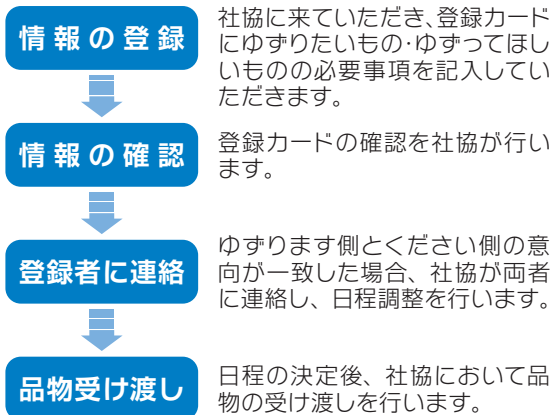 情報の登録
社協に来ていただき、登録カード
にゆずりたいもの・ゆずってほし
いものの必要事項を記入してい
ただきます。
情報の確認
登録カードの確認を社協が行い
ます。
登録者に連絡
ゆずります側とください側の意
向が一致した場合、社協が両者
に連絡し、日程調整を行います。
品物受け渡し
日程の決定後、社協において品
物の受け渡しを行います。